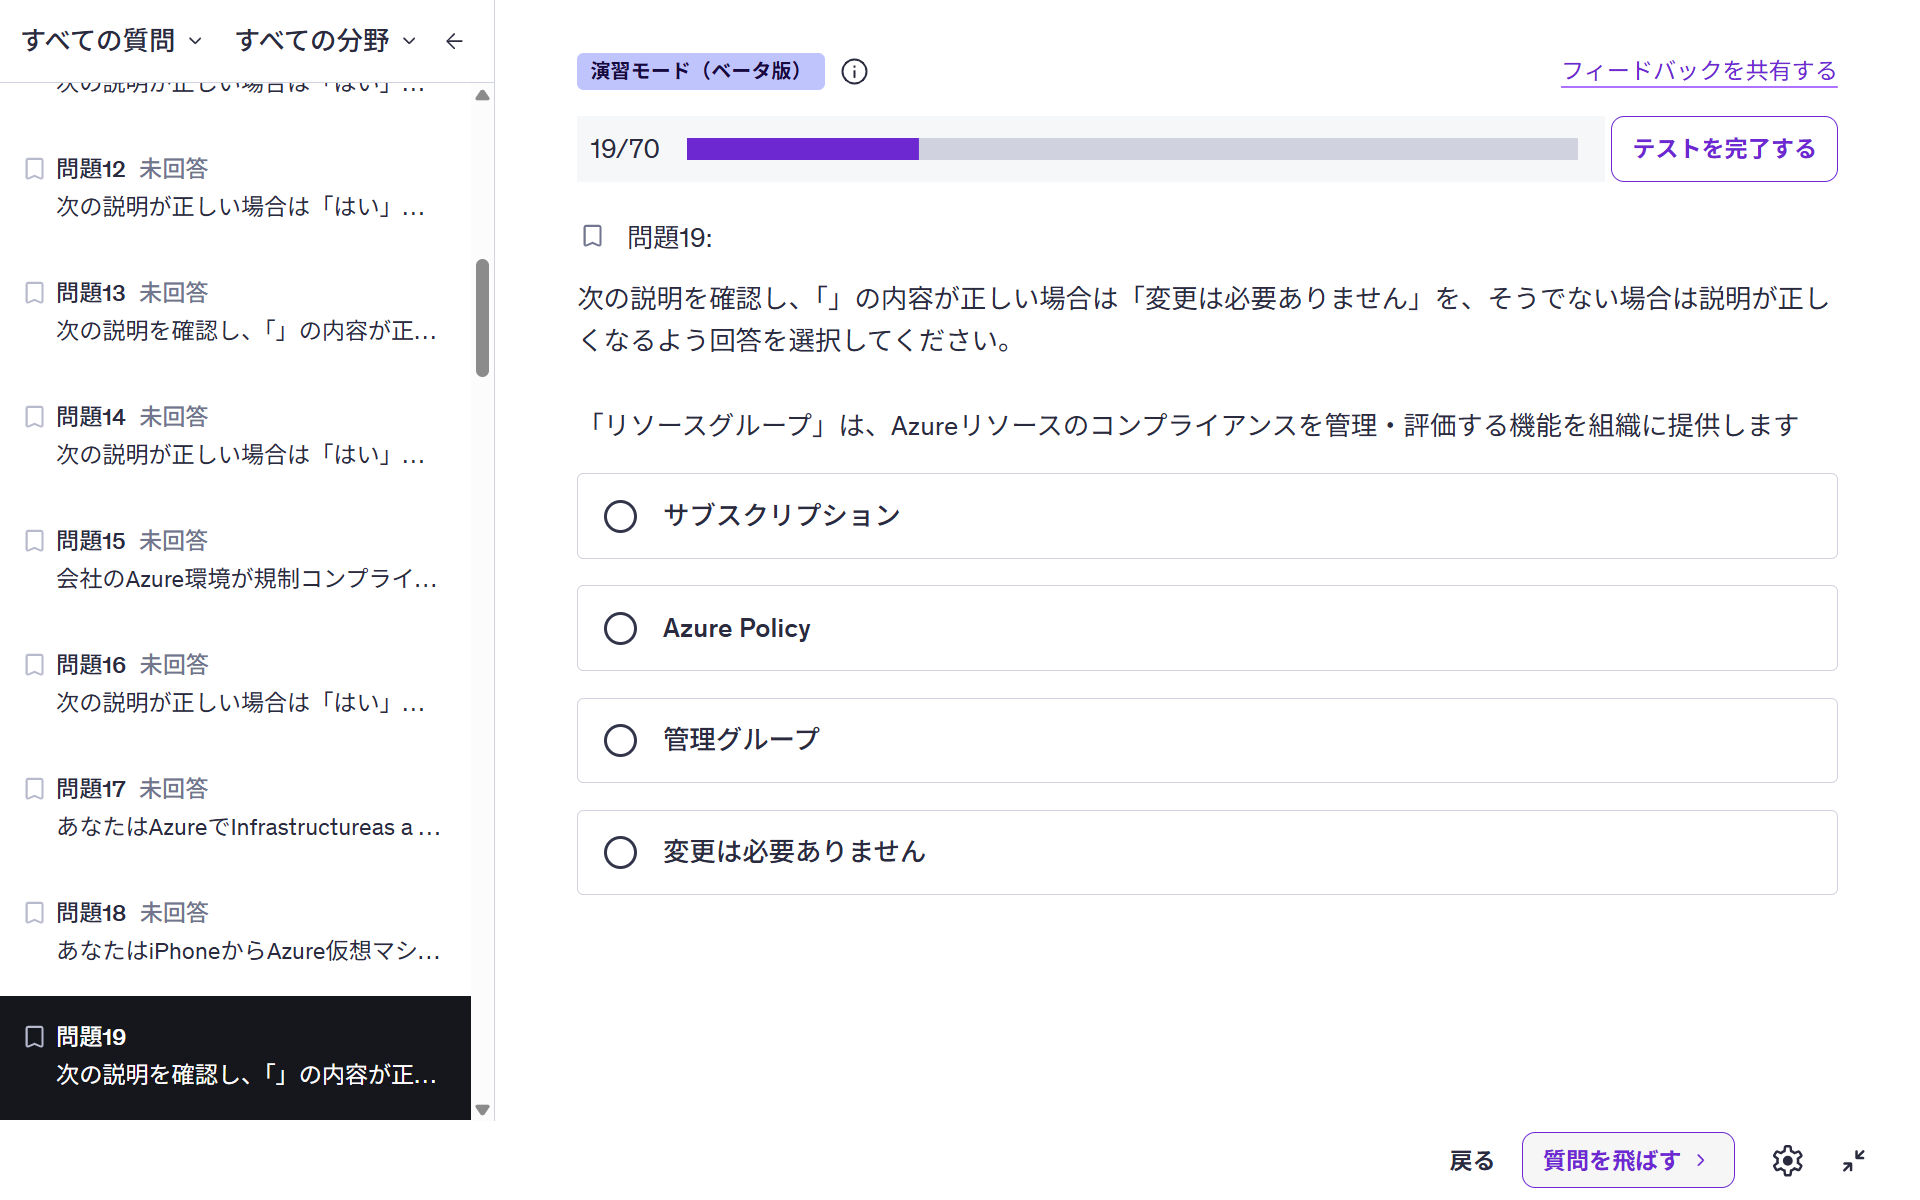 すべての質問 すべての分野
次の説明が正しい場合は「はい」...
問題12 未回答
次の説明が正しい場合は「はい」...
問題13 未回答
次の説明を確認し、「」の内容が正...
問題14 未回答
次の説明が正しい場合は「はい」...
問題15 未回答
会社のAzure環境が規制コンプライ...
問題16 未回答
次の説明が正しい場合は「はい」...
問題17 未回答
あなたはAzureでInfrastructureas a ...
問題18 未回答
あなたはiPhoneからAzure仮想マシ...
問題19
次の説明を確認し、「」の内容が正...
演習モード（ベータ版）
フィードバックを共有する
19/70
テストを完了する
問題19:
次の説明を確認し、「」の内容が正しい場合は「変更は必要ありません」を、そうでない場合は説明が正し
くなるよう回答を選択してください。
「リソースグループ」は、Azureリソースのコンプライアンスを管理・評価する機能を組織に提供します
サブスクリプション
Azure Policy
管理グループ
変更は必要ありません
戻る
質問を飛ばす